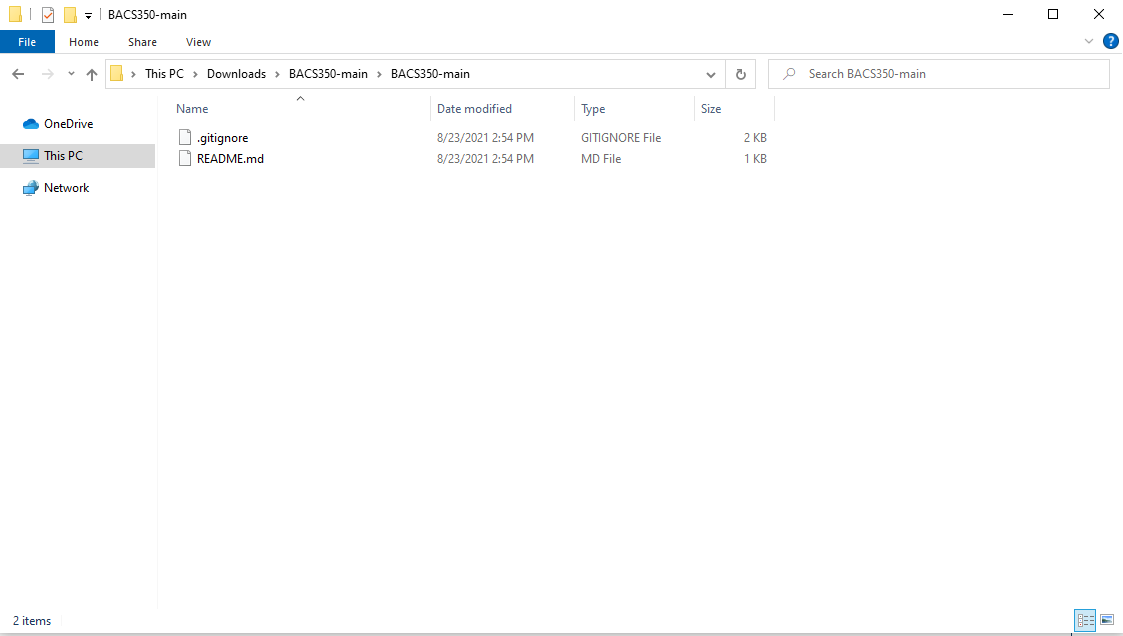 BACS350-main
File Home Share View ?
This PC Downloads BACS350-main BACS350-main Search BACS350-main
Name Date modified Type Size
OneDrive
This PC
Network
.gitignore 8/23/2021 2:54 PM GITIGNORE File 2 KB
README.md 8/23/2021 2:54 PM MD File 1 KB
2 items